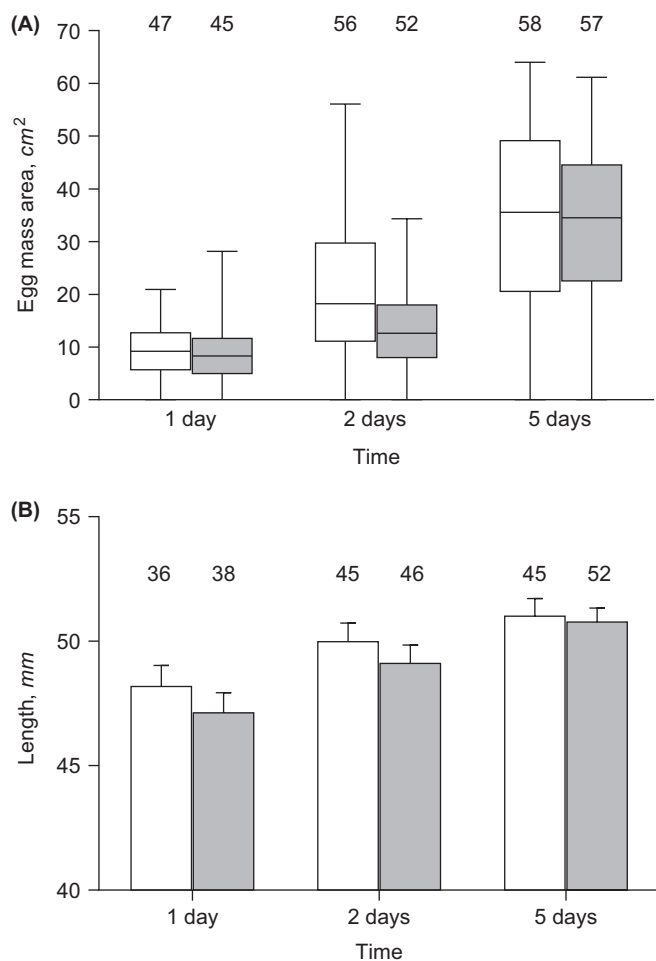 (A)
47 45 56 52 58 57
70
60
50
40
30
20
10
0
Egg mass area, cm²
1 day 2 days 5 days
Time
(B)
55
50
45
40
36 38 45 46 45 52
Length, mm
1 day 2 days 5 days
Time